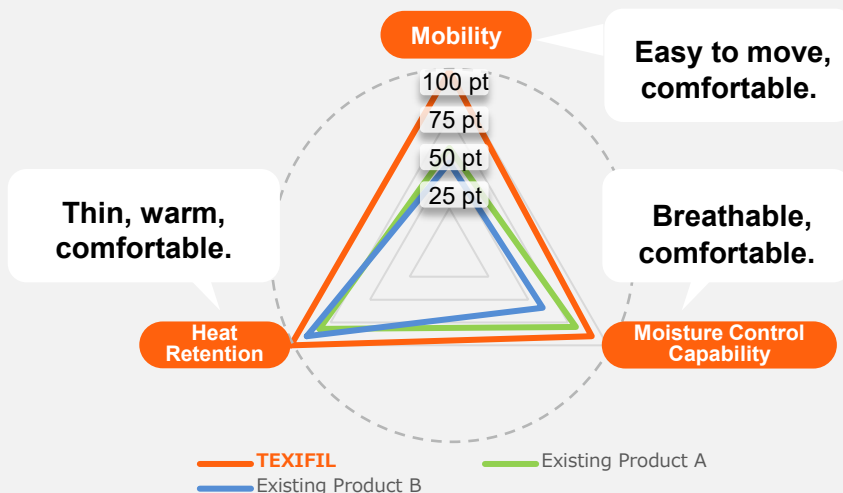 Mobility
Easy to move,
comfortable.
100 pt
75 pt
50 pt
25 pt
Thin, warm,
comfortable.
Breathable,
comfortable.
Heat
Retention
Moisture Control
Capability
TEXIFIL
Existing Product A
Existing Product B